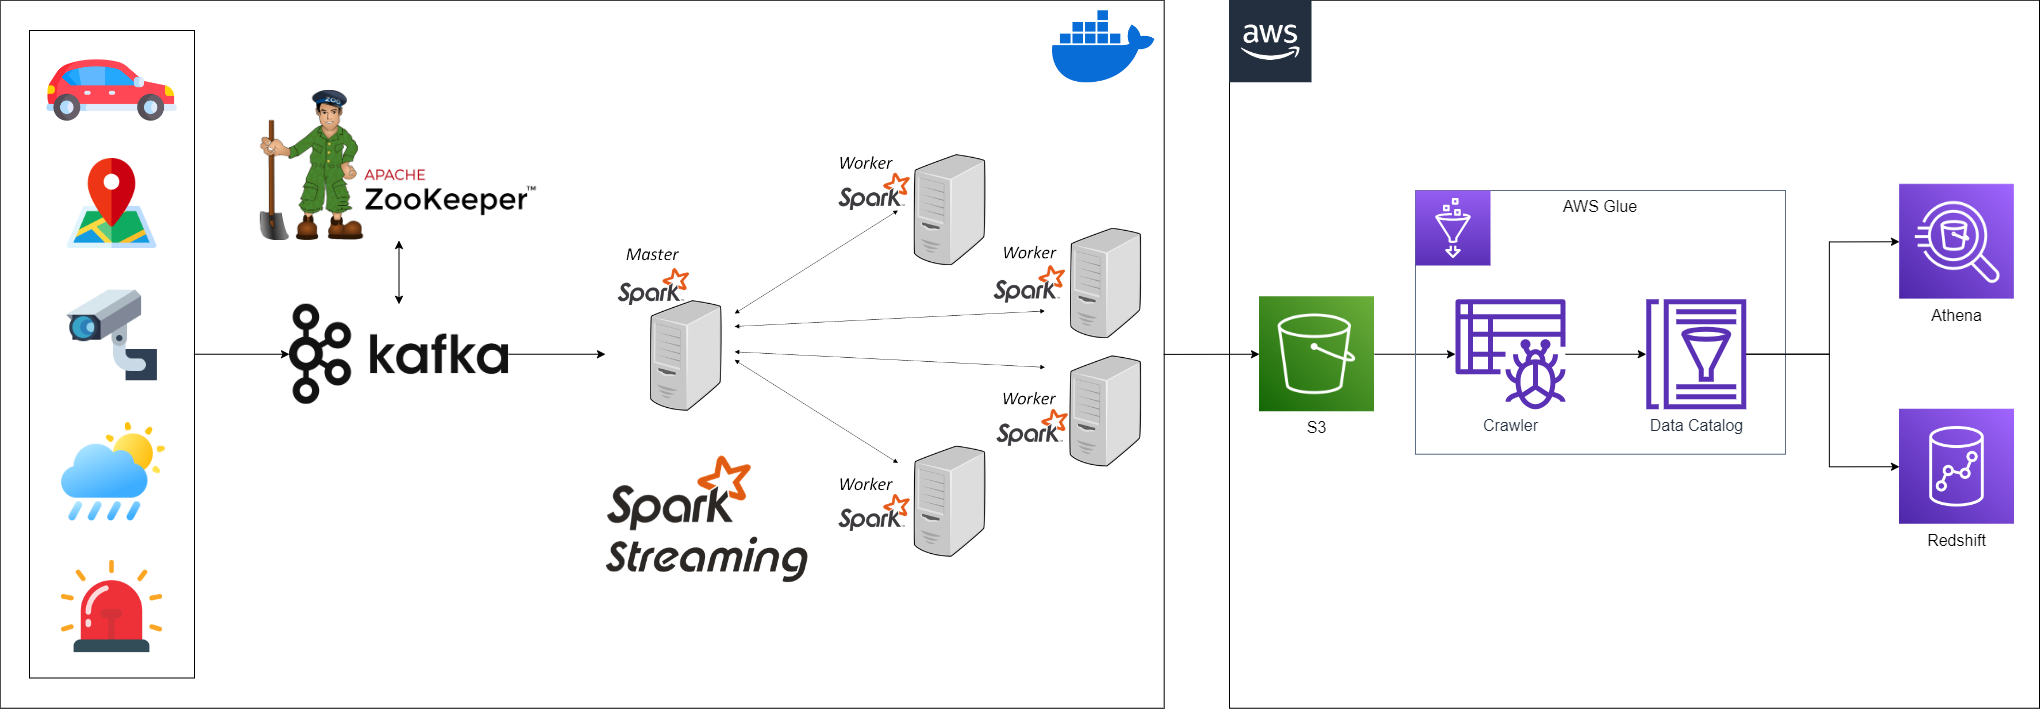 ZOO
APACHE
ZooKeeper™
kafka
Master
Spark
Worker
Spark
Worker
Spark
Worker
Spark
Worker
Spark
Spark
Streaming
aws
S3
AWS Glue
Crawler
Data Catalog
Athena
Redshift